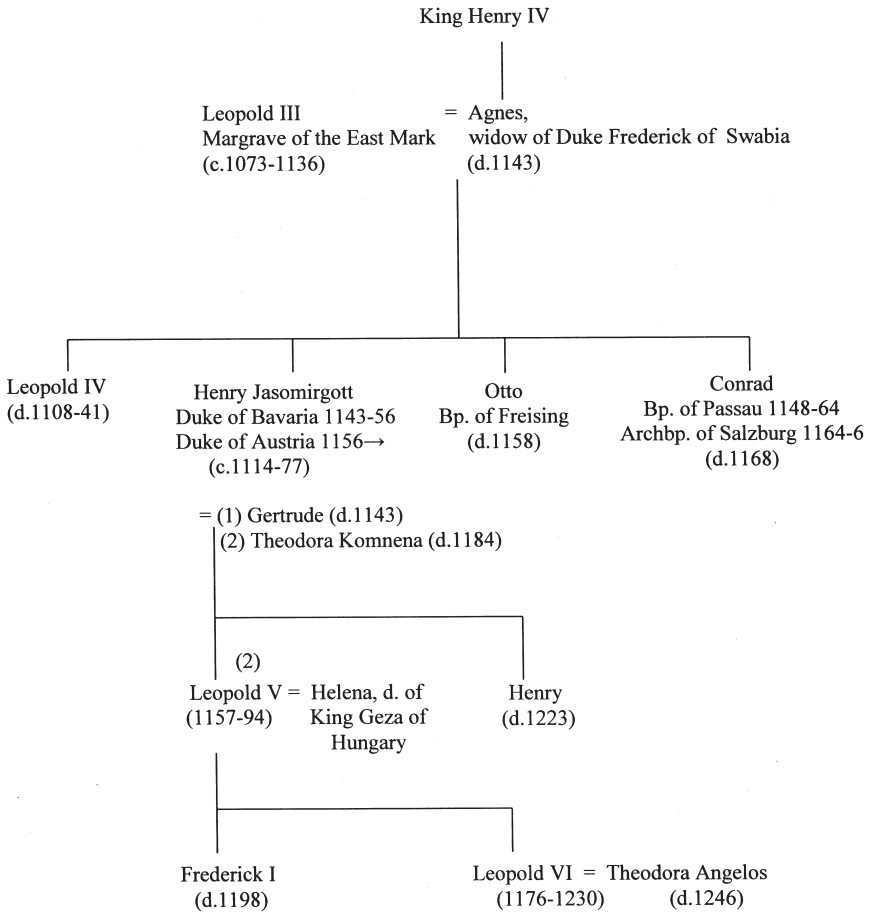 King Henry IV
Leopold III = Agnes,
Margrave of the East Mark widow of Duke Frederick of Swabia
(c.1073-1136) (d.1143)
Leopold IV
(d.1108-41)
Henry Jasomirgott
Duke of Bavaria 1143-56
Duke of Austria 1156→
(c.1114-77)
Otto
Bp. of Freising
(d.1158)
Conrad
Bp. of Passau 1148-64
Archbp. of Salzburg 1164-6
(d.1168)
= (1) Gertrude (d.1143)
(2) Theodora Komnena (d.1184)
(2)
Leopold V = Helena, d. of
(1157-94) King Geza of
Hungary
Henry
(d.1223)
Frederick I
(d.1198)
Leopold VI = Theodora Angelos
(1176-1230) (d.1246)